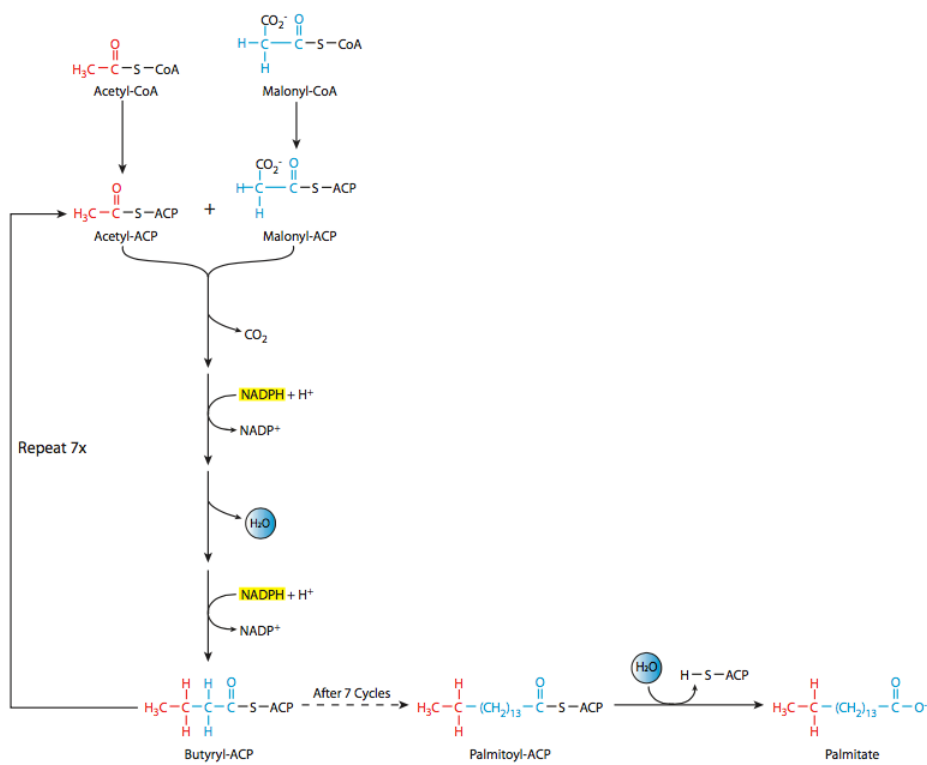 CO₂⁻ O
H–C–C–S–CoA
H
Malonyl-CoA
O
H₃C–C–S–CoA
Acetyl-CoA
CO₂⁻ O
H–C–C–S–ACP
H
Malonyl-ACP
O
H₃C–C–S–ACP
Acetyl-ACP
+
CO₂
NADPH + H⁺
NADP⁺
Repeat 7x
H₂O
NADPH + H⁺
NADP⁺
H H O
H₃C–C–C–C–S–ACP
H H
Butyryl-ACP
After 7 Cycles
H O
H₃C–C–(CH₂)₁₃–C–S–ACP
H
Palmitoyl-ACP
H₂O
H–S–ACP
H O
H₃C–C–(CH₂)₁₃–C–O⁻
H
Palmitate